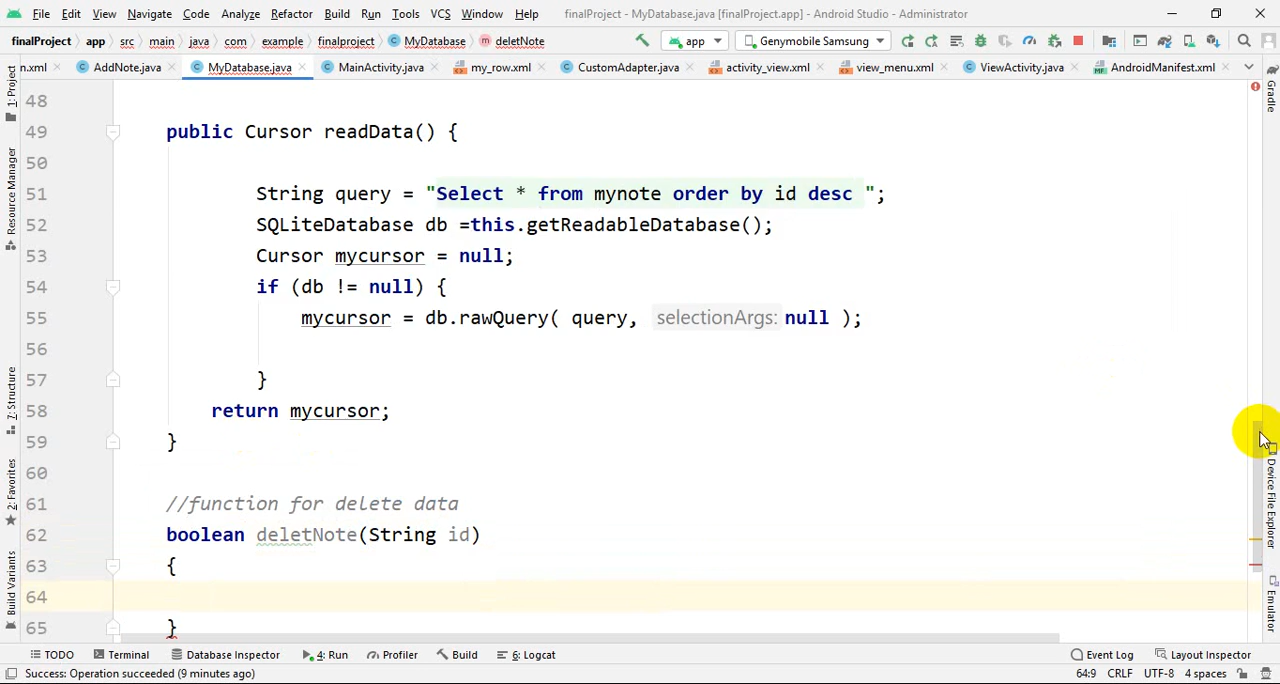 File Edit View Navigate Code Analyze Refactor Build Run Tools VCS Window Help finalProject - MyDatabase.java [finalProject.app] - Android Studio - Administrator
finalProject app src main java com example finalproject MyDatabase deletNote app Genymobile Samsung
n.xml AddNote.java MyDatabase.java MainActivity.java my_row.xml CustomAdapter.java activity_view.xml view_menu.xml ViewActivity.java AndroidManifest.xml
1: Project
Resource Manager
7: Structure
2: Favorites
Build Variants
48
49 public Cursor readData() {
50
51 String query = "Select * from mynote order by id desc ";
52 SQLiteDatabase db =this.getReadableDatabase();
53 Cursor mycursor = null;
54 if (db != null) {
55 mycursor = db.rawQuery( query, selectionArgs: null );
56
57 }
58 return mycursor;
59 }
60
61 //function for delete data
62 boolean deletNote(String id)
63 {
64
65 }
Gradle
Device File Explorer
Emulator
TODO Terminal Database Inspector 4: Run Profiler Build 6: Logcat Event Log Layout Inspector
Success: Operation succeeded (9 minutes ago) 64:9 CRLF UTF-8 4 spaces